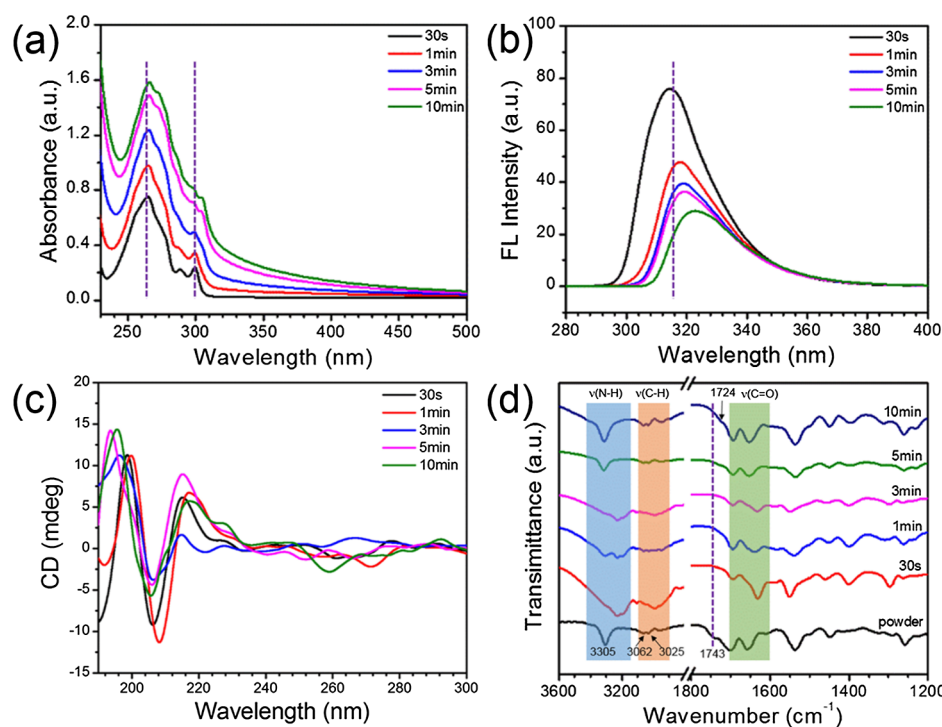 (a)
2.0
1.6
1.2
0.8
0.4
0.0
Absorbance (a.u.)
30s
1min
3min
5min
10min
250 300 350 400 450 500
Wavelength (nm)
(b)
100
80
60
40
20
0
FL Intensity (a.u.)
30s
1min
3min
5min
10min
280 300 320 340 360 380 400
Wavelength (nm)
(c)
20
15
10
5
0
-5
-10
-15
CD (mdeg)
30s
1min
3min
5min
10min
200 220 240 260 280 300
Wavelength (nm)
(d)
Transmittance (a.u.)
ν(N-H) ν(C-H) 1724 ν(C=O)
10min
5min
3min
1min
30s
powder
3305 3062 3025 1743
3600 3200 1800 1600 1400 1200
Wavenumber (cm⁻¹)